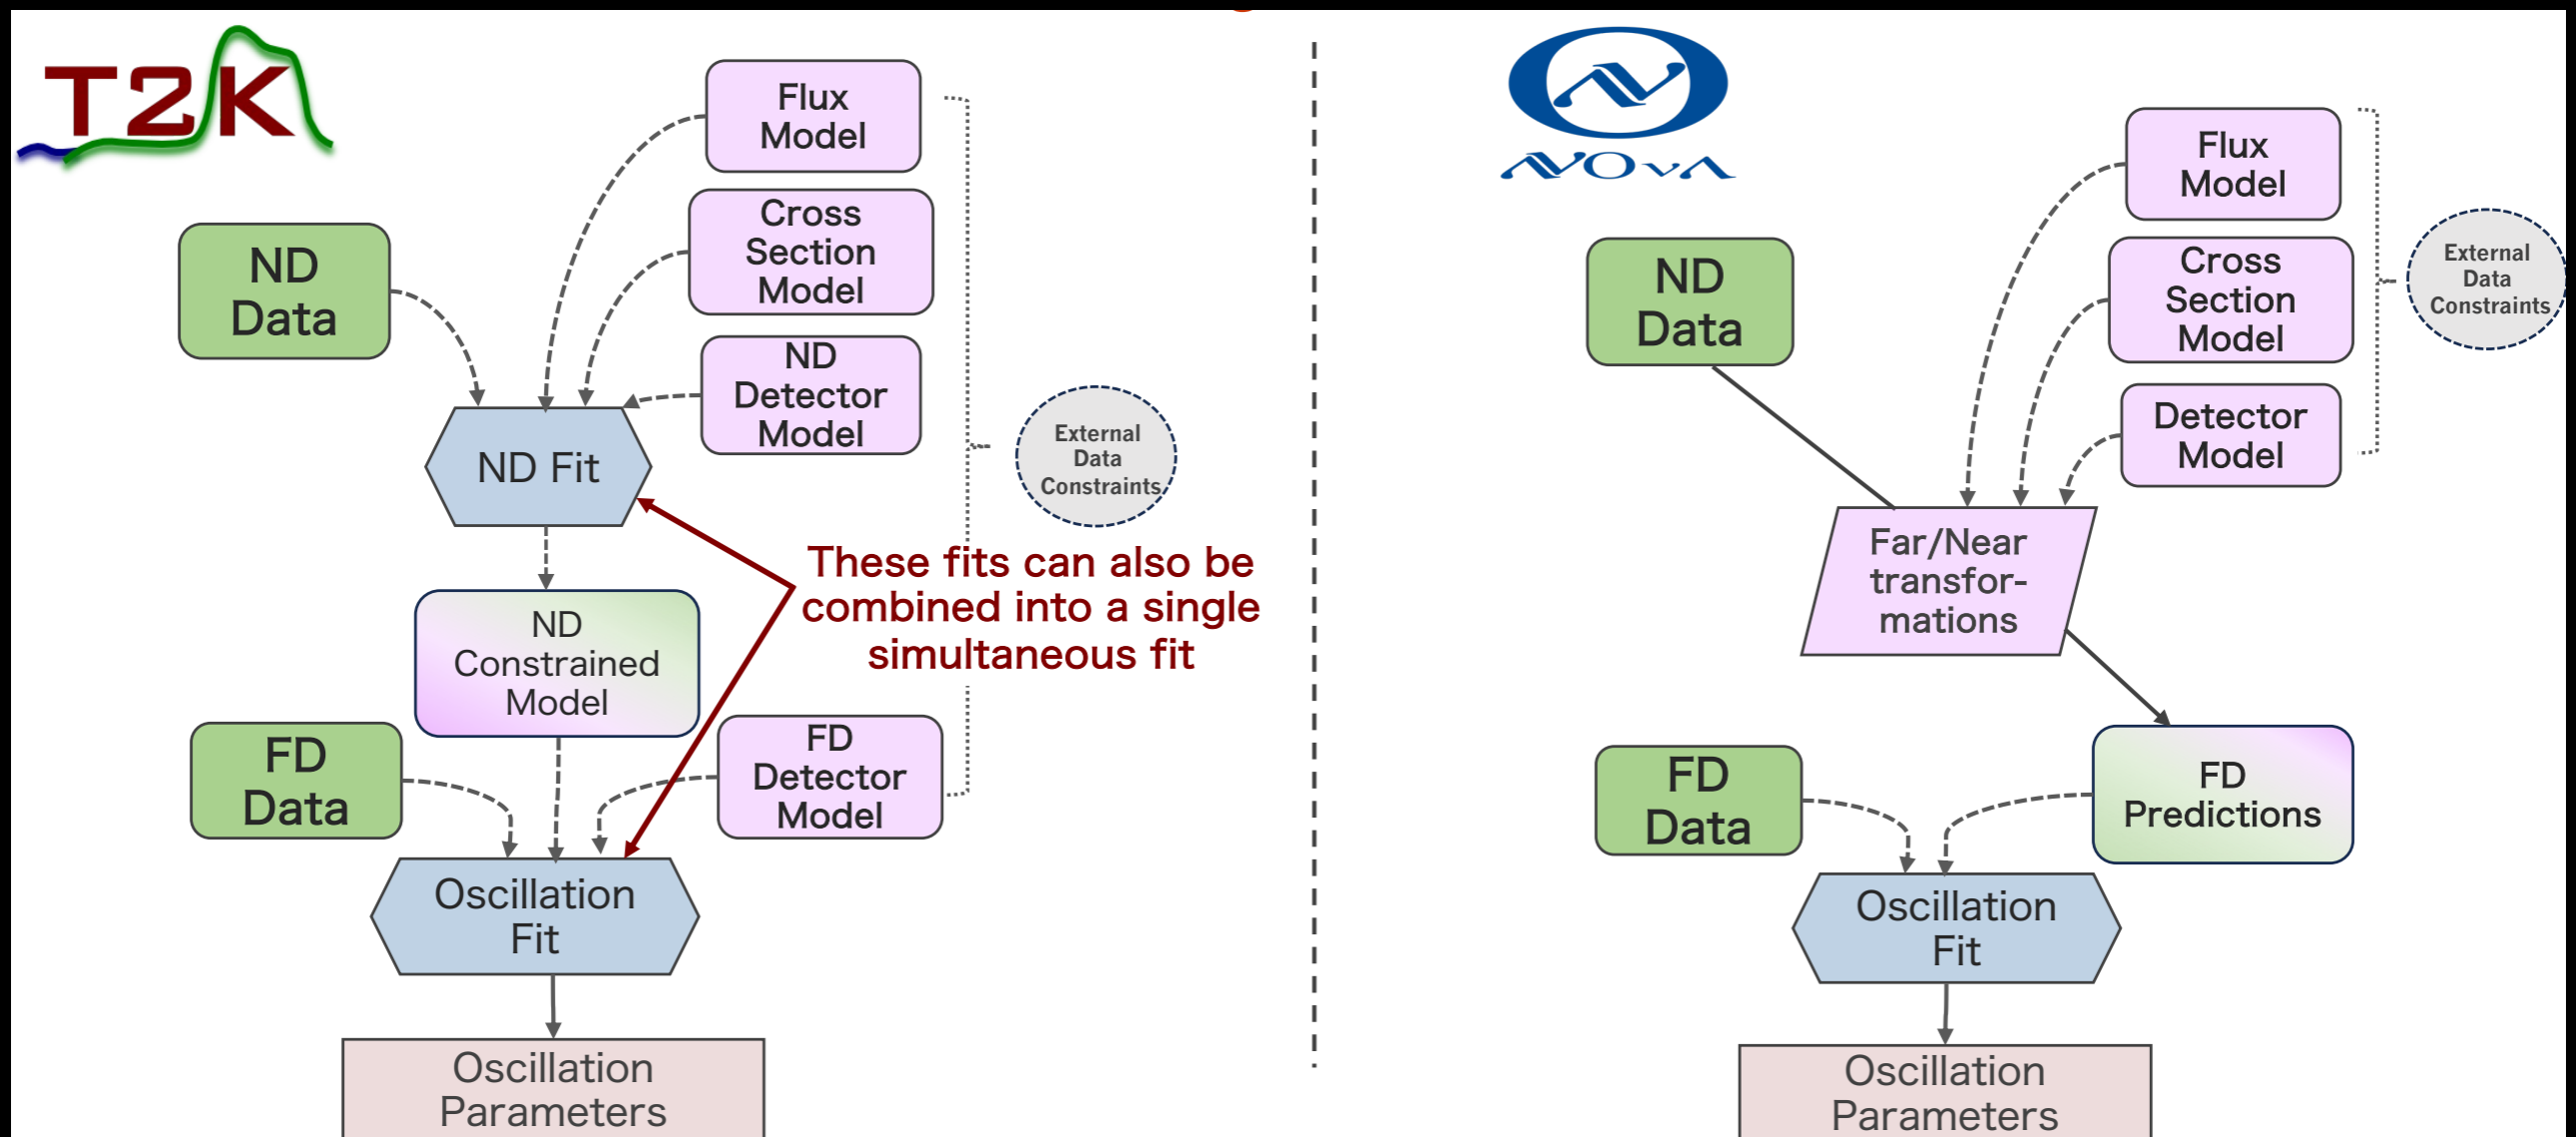 T2K
Flux
Model
Cross
Section
Model
ND
Data
ND
Detector
Model
External
Data
Constraints
ND Fit
These fits can also be
combined into a single
simultaneous fit
ND
Constrained
Model
FD
Data
FD
Detector
Model
Oscillation
Fit
Oscillation
Parameters
NOvA
Flux
Model
Cross
Section
Model
ND
Data
Detector
Model
External
Data
Constraints
Far/Near
transfor-
mations
FD
Data
FD
Predictions
Oscillation
Fit
Oscillation
Parameters